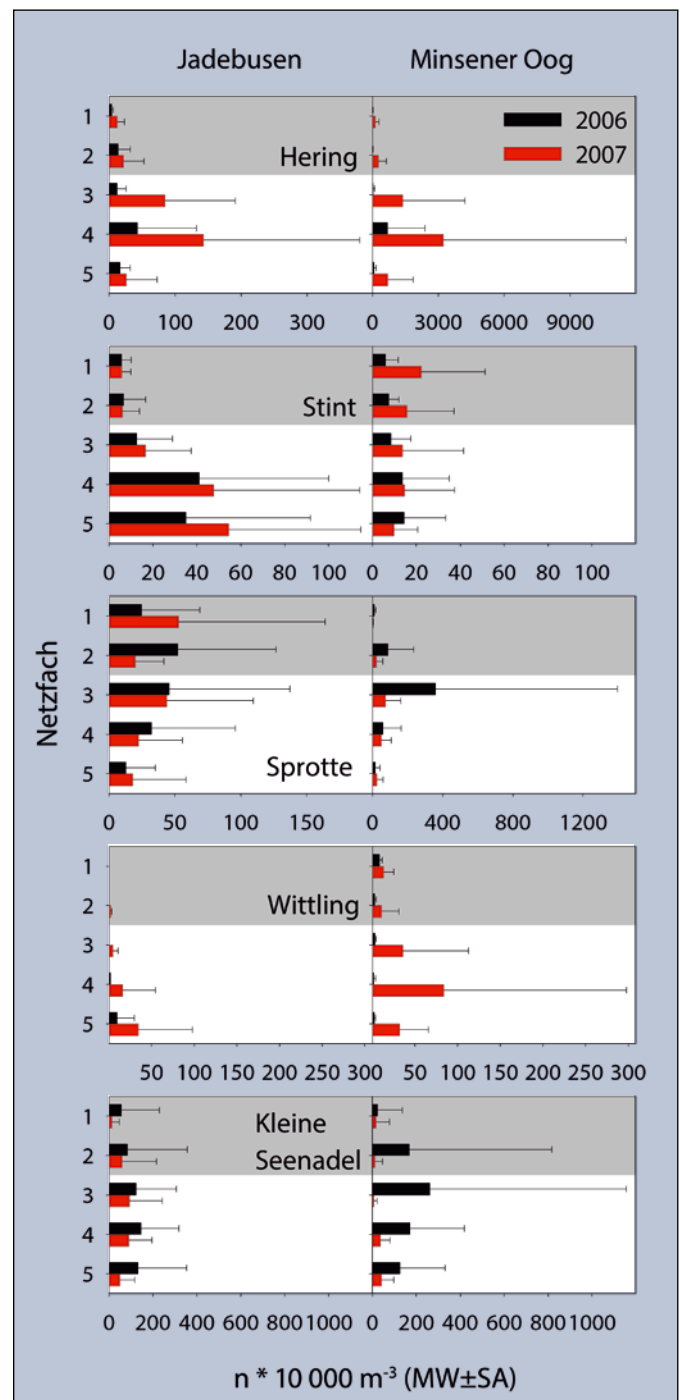 Jadebusen Minsener Oog
2006
2007
Netzfach
1
2
3
4
5
Hering
0 100 200 300 0 3000 6000 9000
1
2
3
4
5
Stint
0 20 40 60 80 100 0 20 40 60 80 100
1
2
3
4
5
Sprotte
0 50 100 150 0 400 800 1200
1
2
3
4
5
Wittling
50 100 150 200 250 300 50 100 150 200 250 300
1
2
3
4
5
Kleine
Seenadel
0 200 400 600 800 1000 0 200 400 600 800 1000
n * 10 000 m⁻³ (MW±SA)